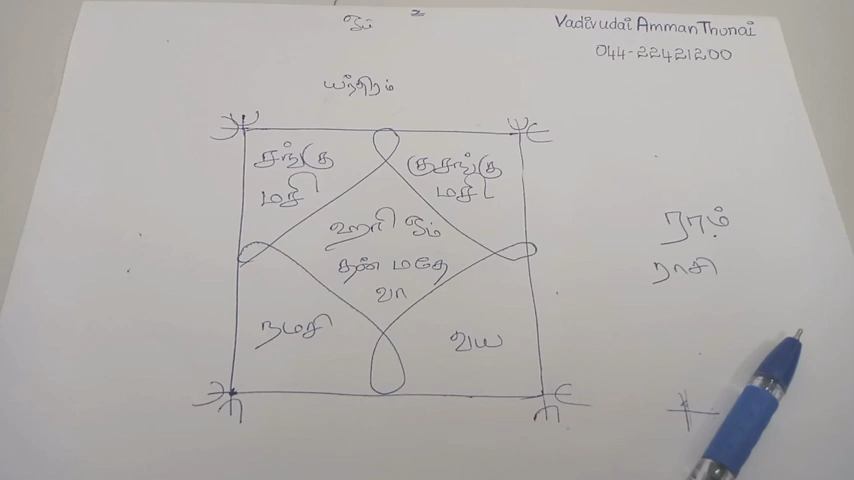 ஓம் உ
Vadivudai Amman Thunai
044-22421200
யந்திரம்
சங்கு
மசி
குசங்கு
மசி
ஹரி ஓம்
தன் மதே
வா
நமசி
வய
ராம்
ராசி